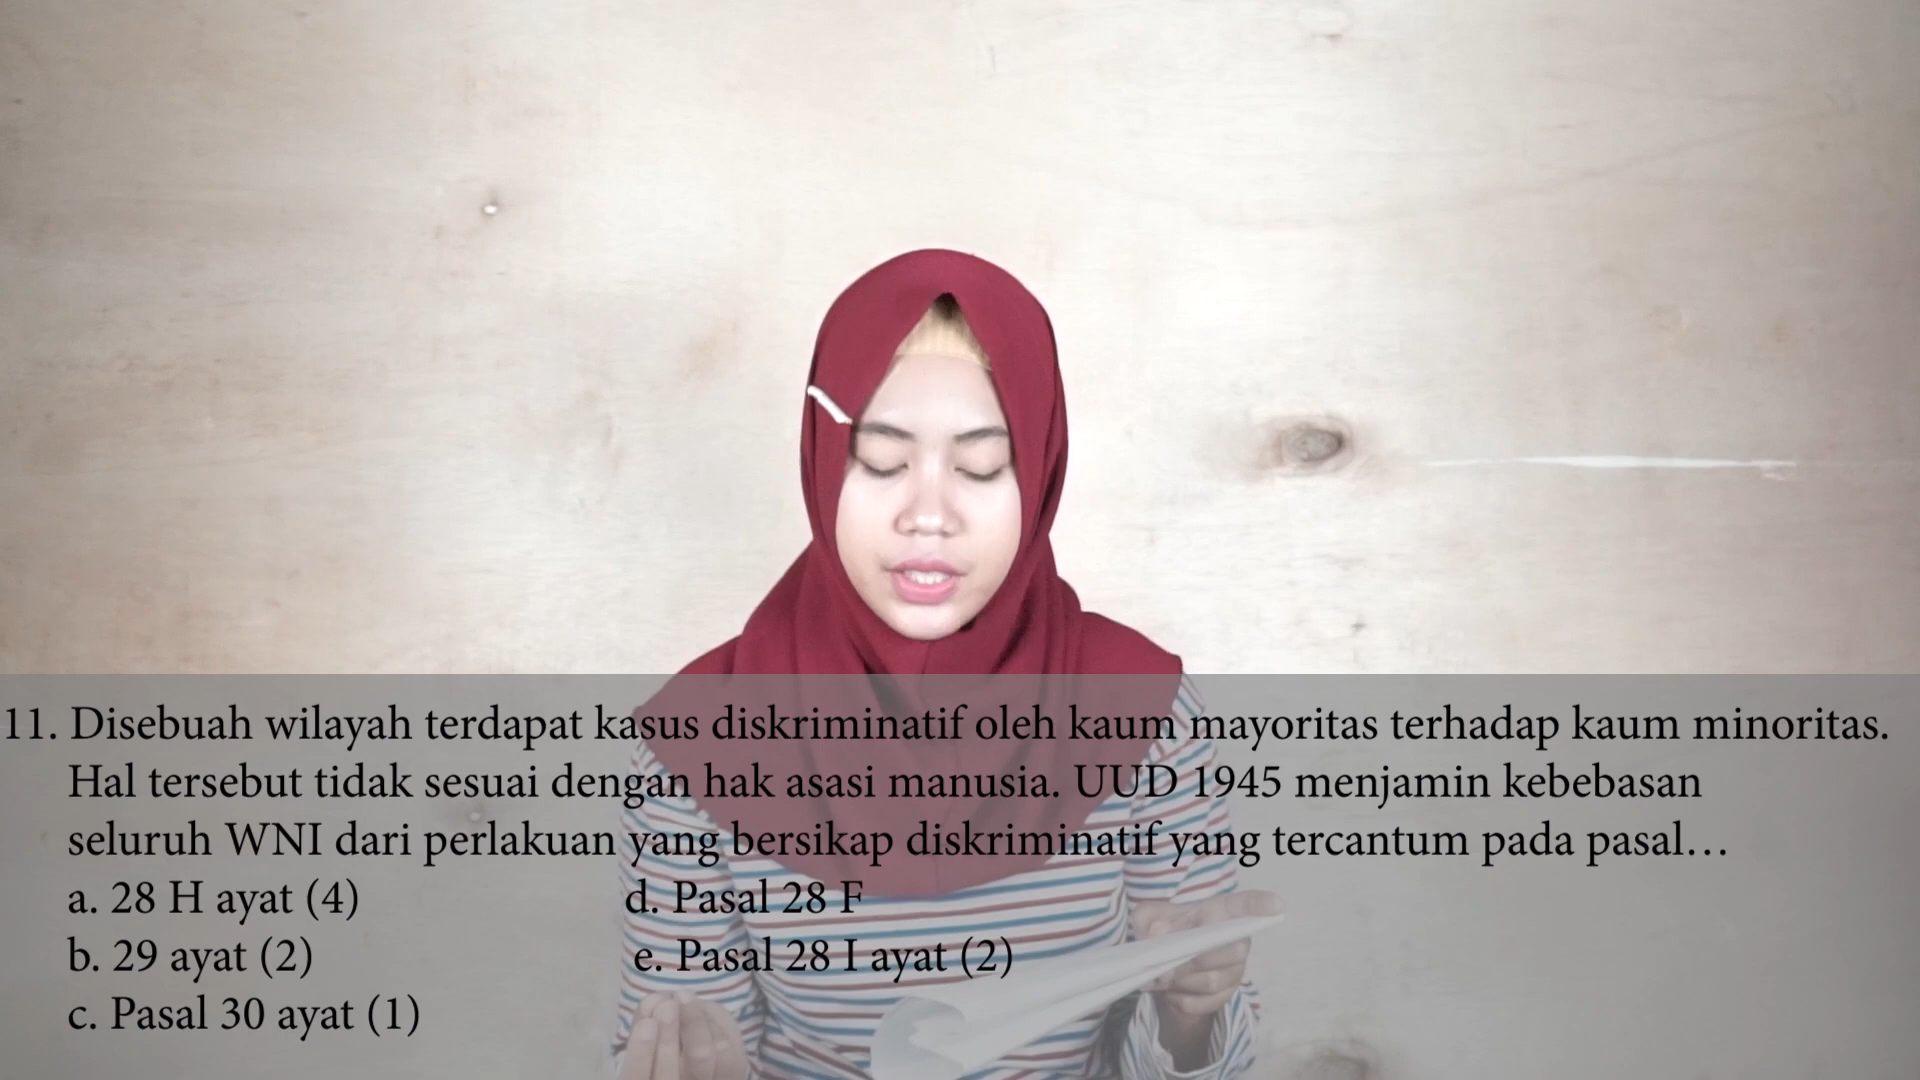 11. Disebuah wilayah terdapat kasus diskriminatif oleh kaum mayoritas terhadap kaum minoritas.
Hal tersebut tidak sesuai dengan hak asasi manusia. UUD 1945 menjamin kebebasan
seluruh WNI dari perlakuan yang bersikap diskriminatif yang tercantum pada pasal…
a. 28 H ayat (4)
b. 29 ayat (2)
c. Pasal 30 ayat (1)
d. Pasal 28 F
e. Pasal 28 I ayat (2)